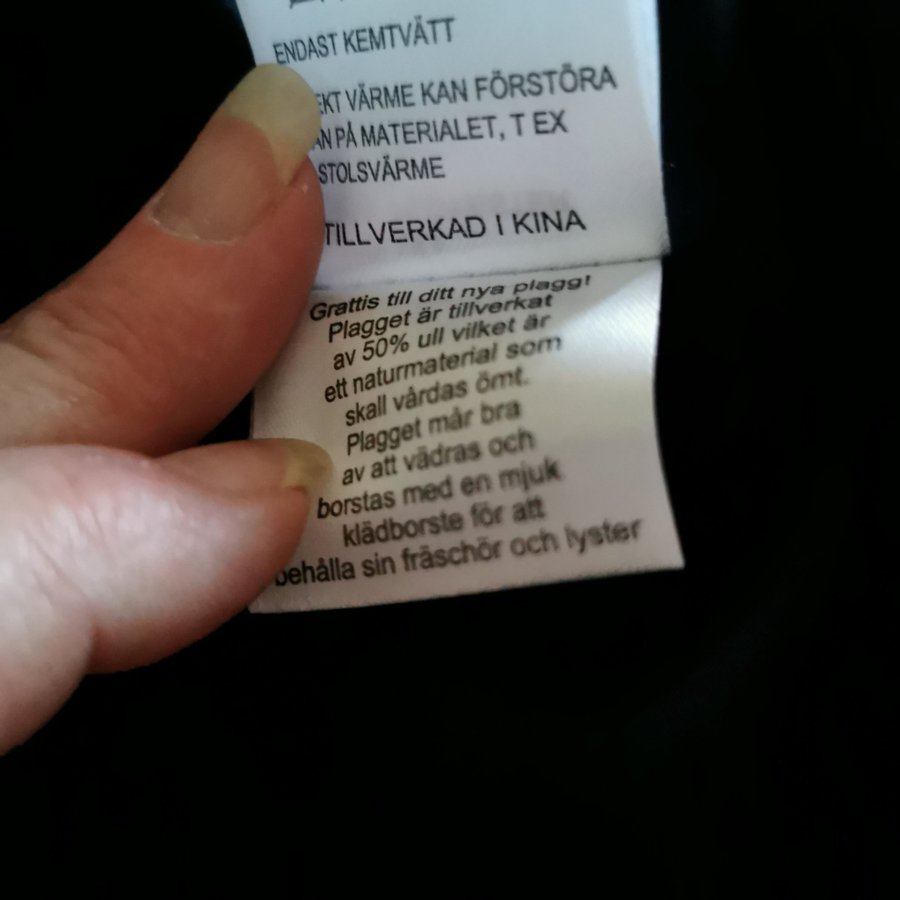 ENDAST KEMTVÄTT
EKT VÄRME KAN FÖRSTÖRA
AN PÅ MATERIALET, T EX
STOLSVÄRME
TILLVERKAD I KINA
Grattis till ditt nya plagg!
Plagget är tillverkat
av 50% ull vilket är
ett naturmaterial som
skall vårdas ömt.
Plagget mår bra
av att vädras och
borstas med en mjuk
klädborste för att
behålla sin fräschör och lyster